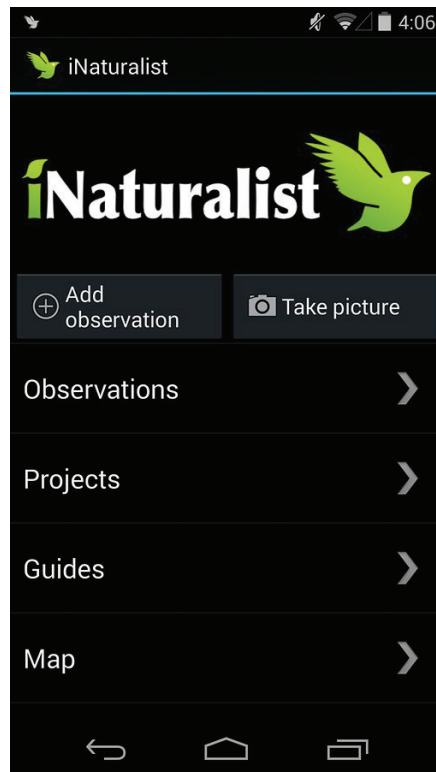 4:06
iNaturalist
iNaturalist
Add
observation
Take picture
Observations
Projects
Guides
Map